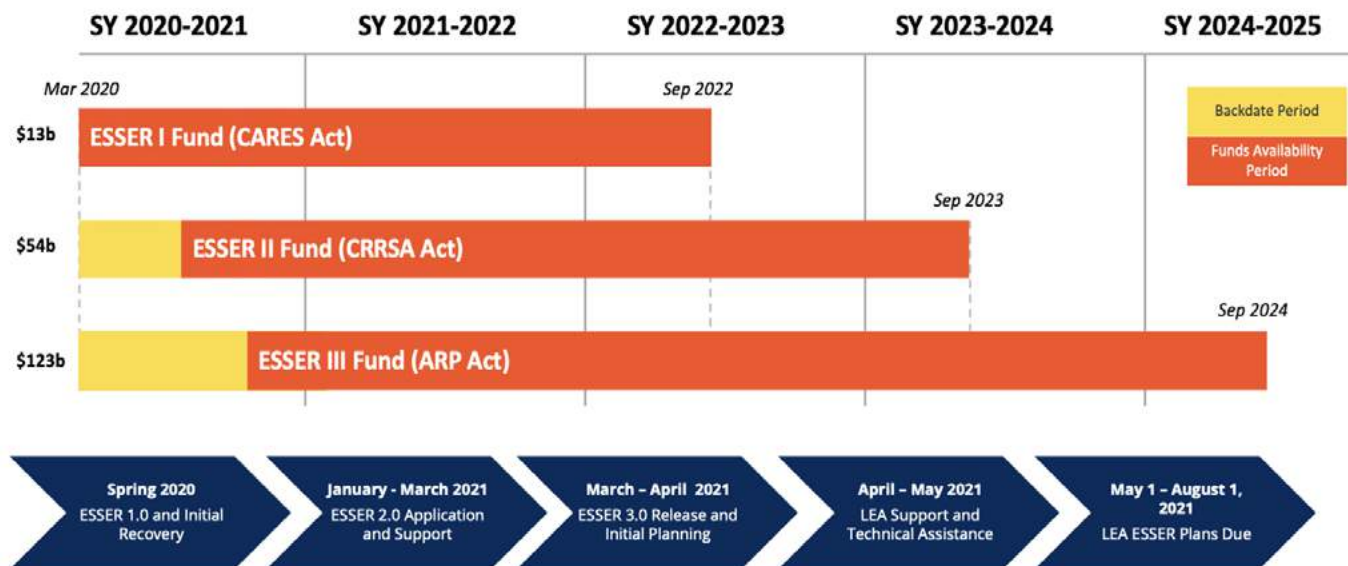 SY 2020-2021 SY 2021-2022 SY 2022-2023 SY 2023-2024 SY 2024-2025
Mar 2020
Sep 2022
$13b
ESSER I Fund (CARES Act)
Backdate Period
Funds Availability
Period
Sep 2023
$54b
ESSER II Fund (CRRSA Act)
Sep 2024
$123b
ESSER III Fund (ARP Act)
Spring 2020
ESSER 1.0 and Initial
Recovery
January - March 2021
ESSER 2.0 Application
and Support
March – April 2021
ESSER 3.0 Release and
Initial Planning
April – May 2021
LEA Support and
Technical Assistance
May 1 – August 1,
2021
LEA ESSER Plans Due